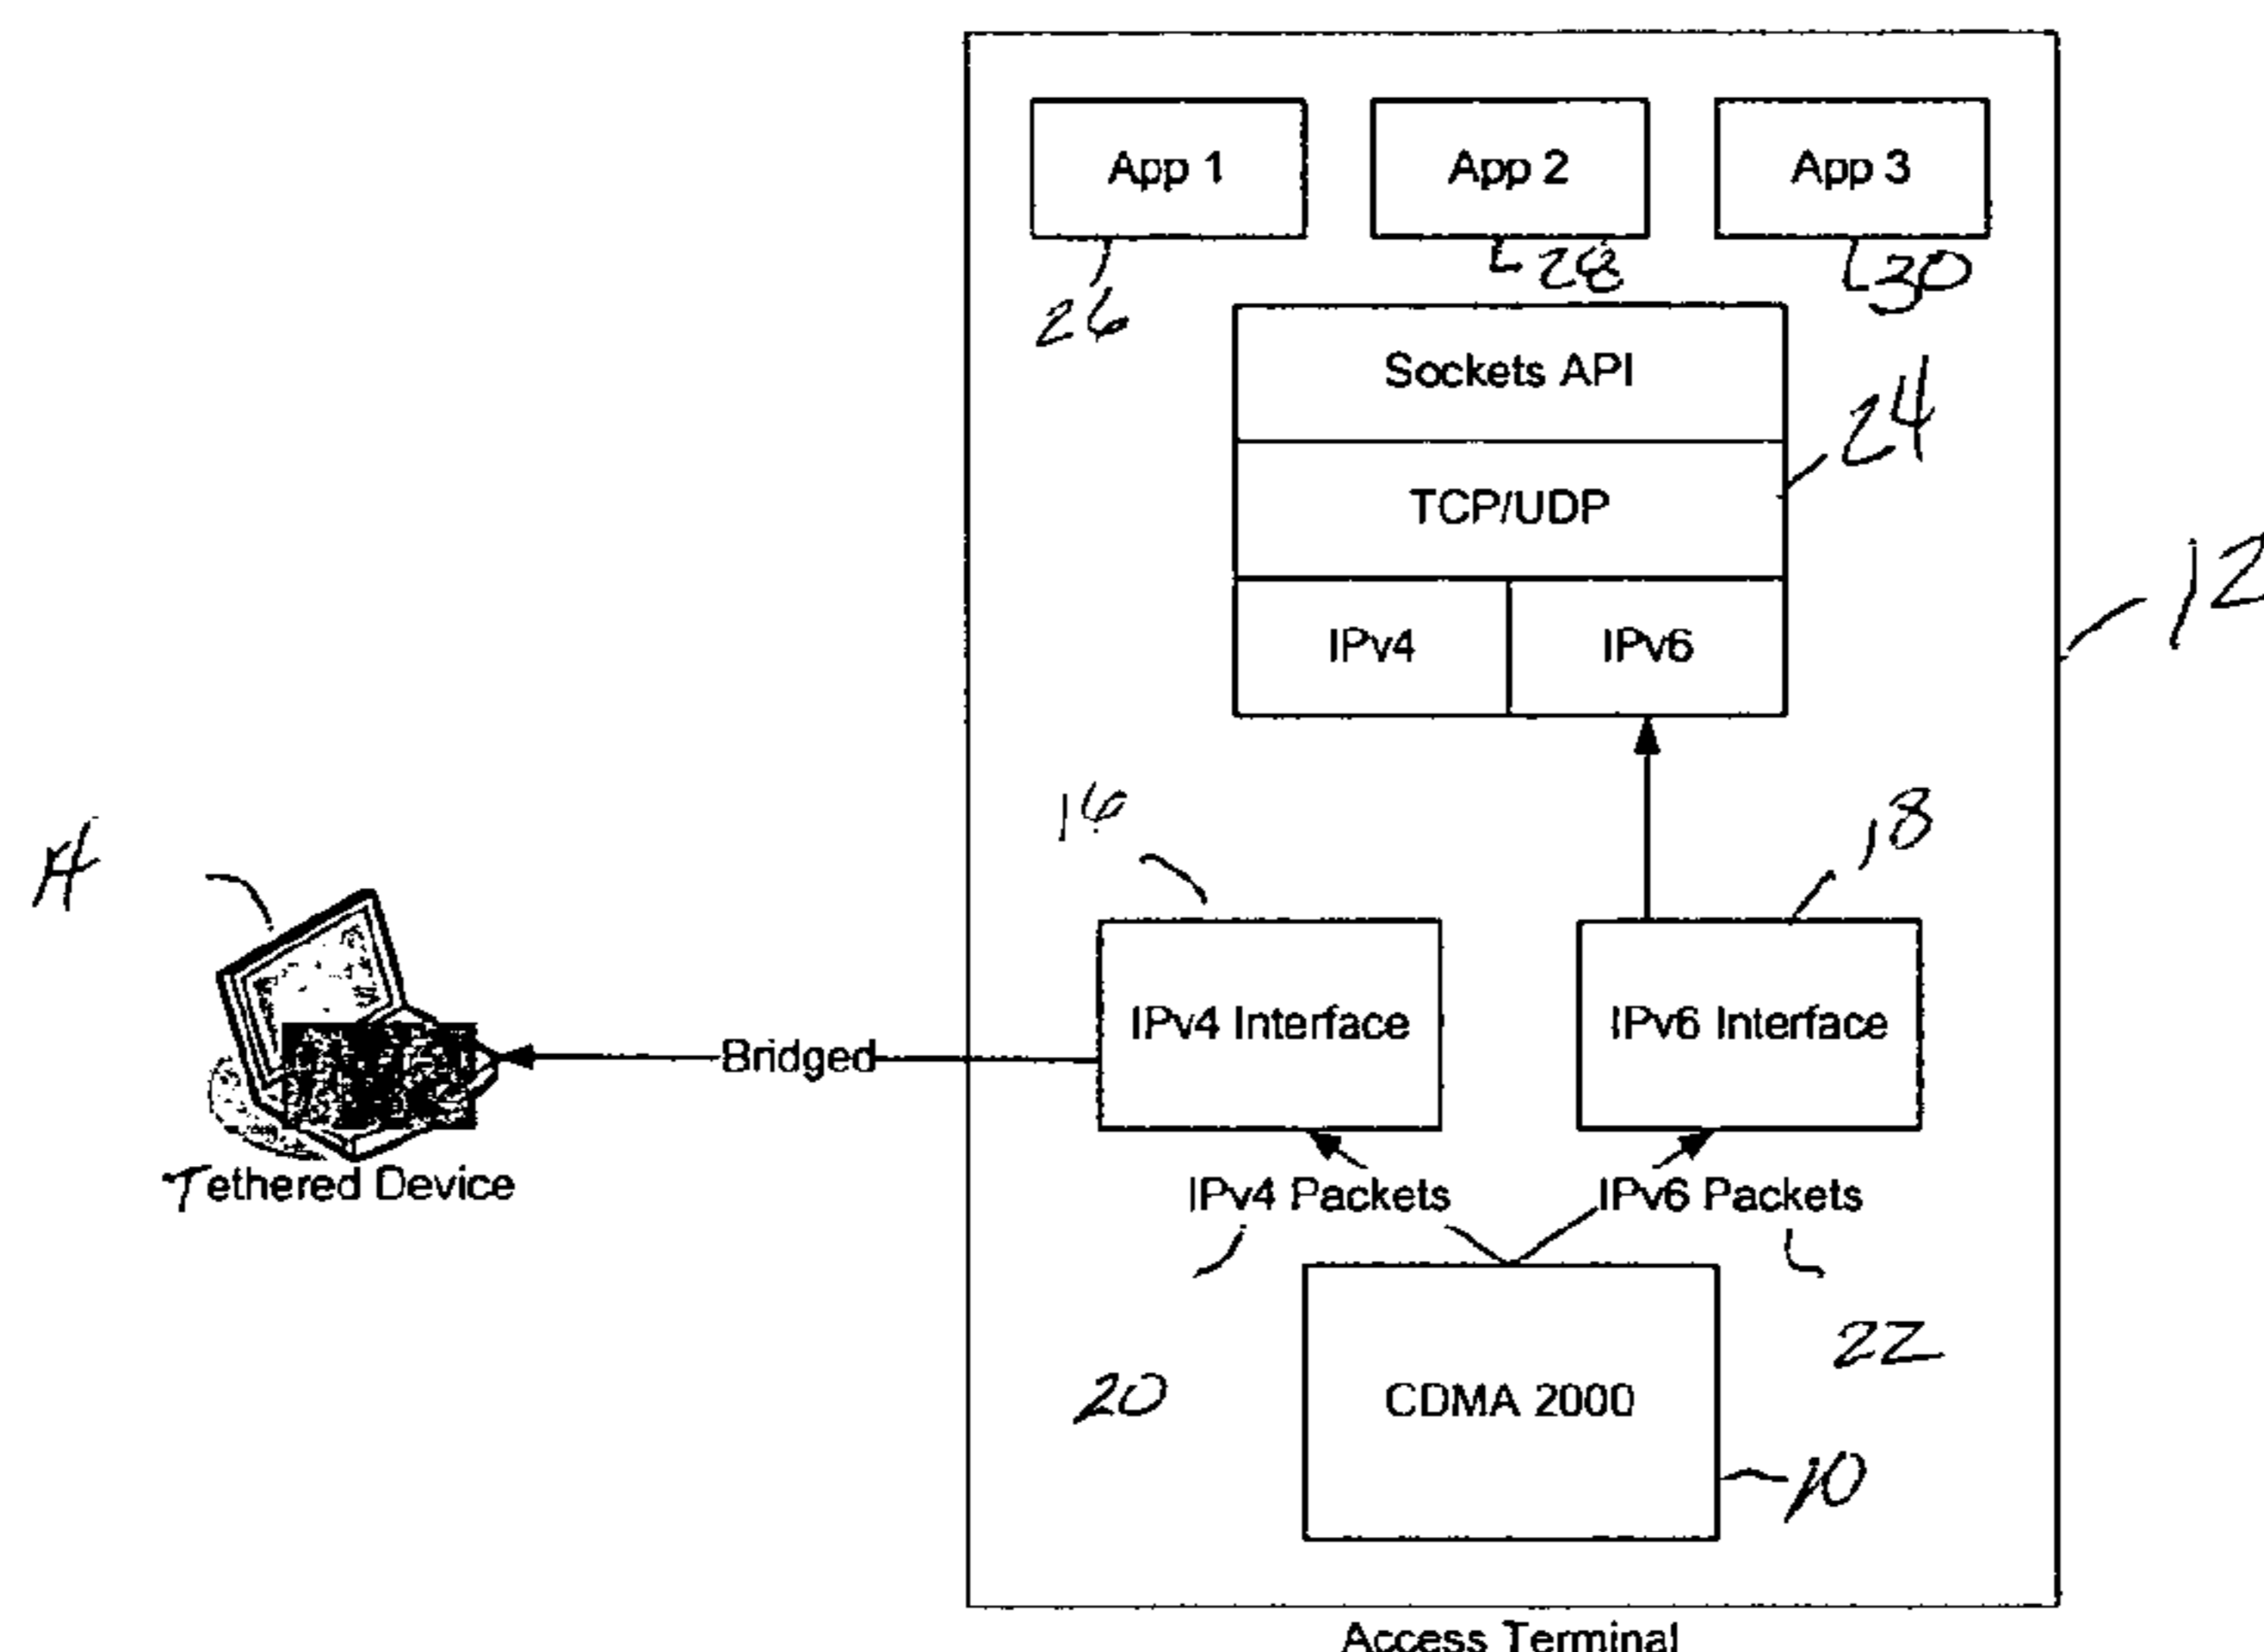 App 1
App 2
App 3
26
28
30
Sockets API
24
TCP/UDP
12
IPv4
IPv6
16
18
14
IPv4 Interface
IPv6 Interface
Bridged
Tethered Device
IPv4 Packets
IPv6 Packets
20
22
CDMA 2000
10
Access Terminal